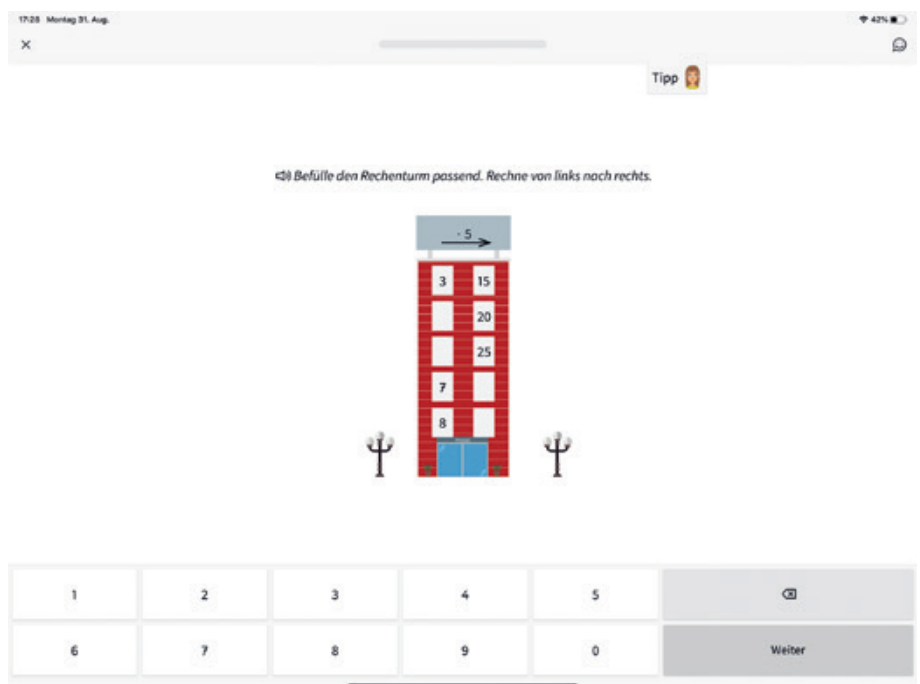 17:28 Montag 31. Aug.
42%
Tipp
Befülle den Rechenturm passend. Rechne von links nach rechts.
· 5
3 15
20
25
7
8
1 2 3 4 5
6 7 8 9 0 Weiter